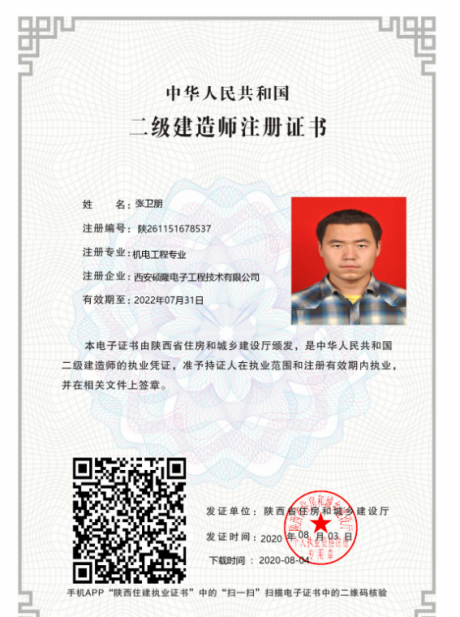 中华人民共和国
二级建造师注册证书
姓 名：张卫朋
注册编号：陕261151678537
注册专业：机电工程专业
注册企业：西安硕隆电子工程技术有限公司
有效期至：2022年07月31日
本电子证书由陕西省住房和城乡建设厅颁发，是中华人民共和国
二级建造师的执业凭证，准予持证人在执业范围和注册有效期内执业，
并在相关文件上签章。
发证单位：陕西省住房和城乡建设厅
发证时间：2020 年 08 月 03 日
下载时间 ： 2020-08-04
手机APP“陕西住建执业证书”中的“扫一扫”扫描电子证书中的二维码核验